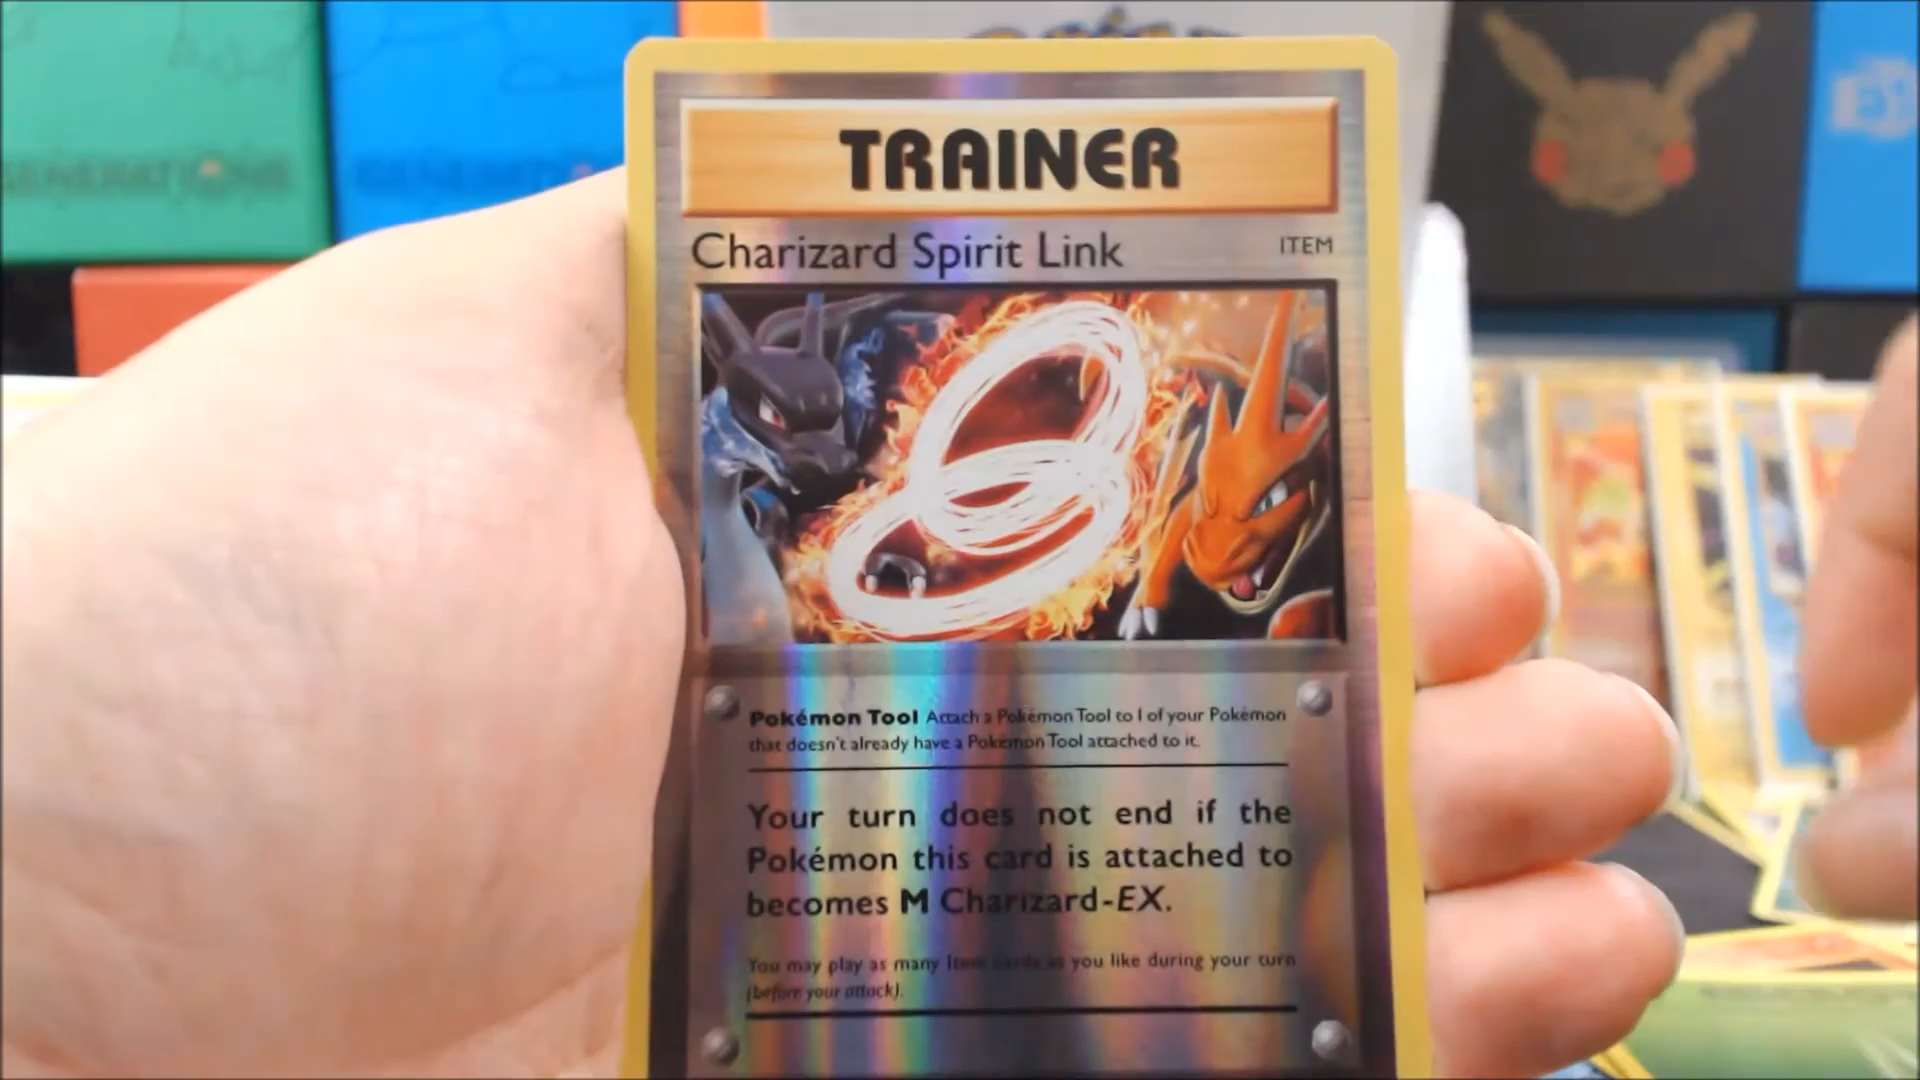 GENERATIONS
TRAINER
Charizard Spirit Link
ITEM
Pokémon Tool Attach a Pokémon Tool to 1 of your Pokémon
that doesn't already have a Pokémon Tool attached to it.
Your turn does not end if the
Pokémon this card is attached to
becomes M Charizard-EX.
You may play as many Item cards as you like during your turn
(before your attack).